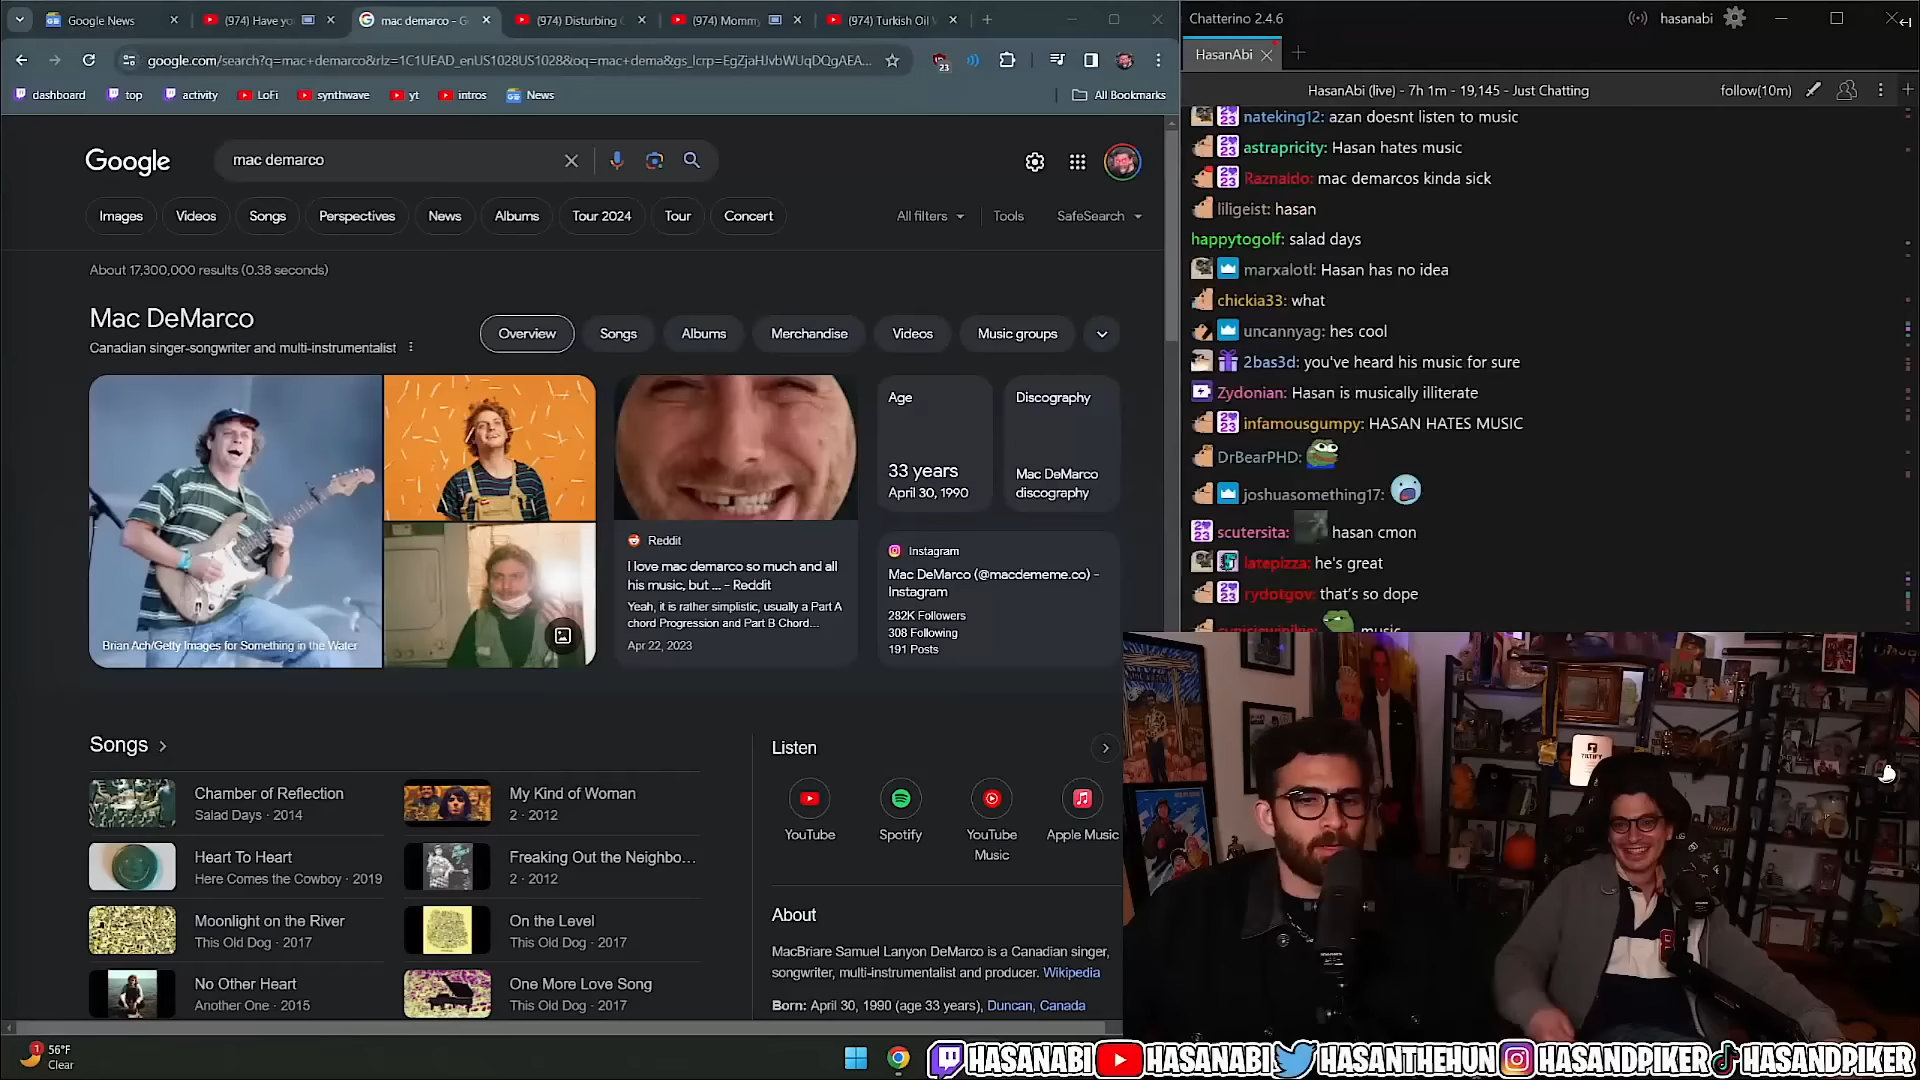 Google News
(974) Have yo
mac demarco - G
(974) Disturbing
(974) Mommy
(974) Turkish Oil
google.com/search?q=mac+demarco&rlz=1C1UEAD_enUS1028US1028&oq=mac+dema&gs_lcrp=EgZjaHJvbWUqDQgAEA...
23
dashboard
top
activity
LoFi
synthwave
yt
intros
News
All Bookmarks
Google
mac demarco
Images
Videos
Songs
Perspectives
News
Albums
Tour 2024
Tour
Concert
All filters
Tools
SafeSearch
About 17,300,000 results (0.38 seconds)
Mac DeMarco
Canadian singer-songwriter and multi-instrumentalist
Overview
Songs
Albums
Merchandise
Videos
Music groups
Brian Ach/Getty Images for Something in the Water
Reddit
I love mac demarco so much and all
his music, but ... - Reddit
Yeah, it is rather simplistic, usually a Part A
chord Progression and Part B Chord...
Apr 22, 2023
Age
33 years
April 30, 1990
Discography
Mac DeMarco
discography
Instagram
Mac DeMarco (@macdememe.co) -
Instagram
282K Followers
308 Following
191 Posts
Songs
Chamber of Reflection
Salad Days · 2014
My Kind of Woman
2 · 2012
Heart To Heart
Here Comes the Cowboy · 2019
Freaking Out the Neighbo...
2 · 2012
Moonlight on the River
This Old Dog · 2017
On the Level
This Old Dog · 2017
No Other Heart
Another One · 2015
One More Love Song
This Old Dog · 2017
Listen
YouTube
Spotify
YouTube
Music
Apple Music
About
MacBriare Samuel Lanyon DeMarco is a Canadian singer,
songwriter, multi-instrumentalist and producer. Wikipedia
Born: April 30, 1990 (age 33 years), Duncan, Canada
Chatterino 2.4.6
hasanabi
HasanAbi
HasanAbi (live) - 7h 1m - 19,145 - Just Chatting
follow(10m)
nateking12: azan doesnt listen to music
astrapricity: Hasan hates music
Raznaldo: mac demarcos kinda sick
liligeist: hasan
happytogolf: salad days
marxalotl: Hasan has no idea
chickia33: what
uncannyag: hes cool
2bas3d: you've heard his music for sure
Zydonian: Hasan is musically illiterate
infamousgumpy: HASAN HATES MUSIC
DrBearPHD:
joshuasomething17:
scutersita: hasan cmon
latepizza: he's great
rydotgov: that's so dope
music
TILTIFY
1
56°F
Clear
HASANABI
HASANABI
HASANTHEHUN
HASANDPIKER
HASANDPIKER